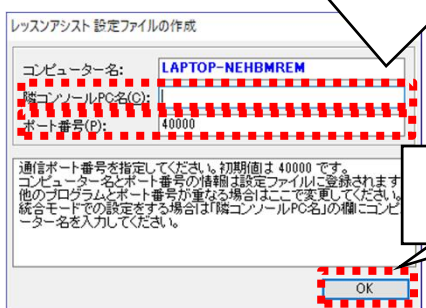 レッスンアシスト 設定ファイルの作成
コンピューター名: LAPTOP-NEHBMREM
隣コンソールPC名(C):
ポート番号(P): 40000
通信ポート番号を指定してください。初期値は 40000 です。
コンピューター名とポート番号の情報は設定ファイルに登録されます
他のプログラムとポート番号が重なる場合はここで変更してください。
統合モードでの設定をする場合は「隣コンソールPC名」の欄にコンピ
ューター名を入力してください。
OK